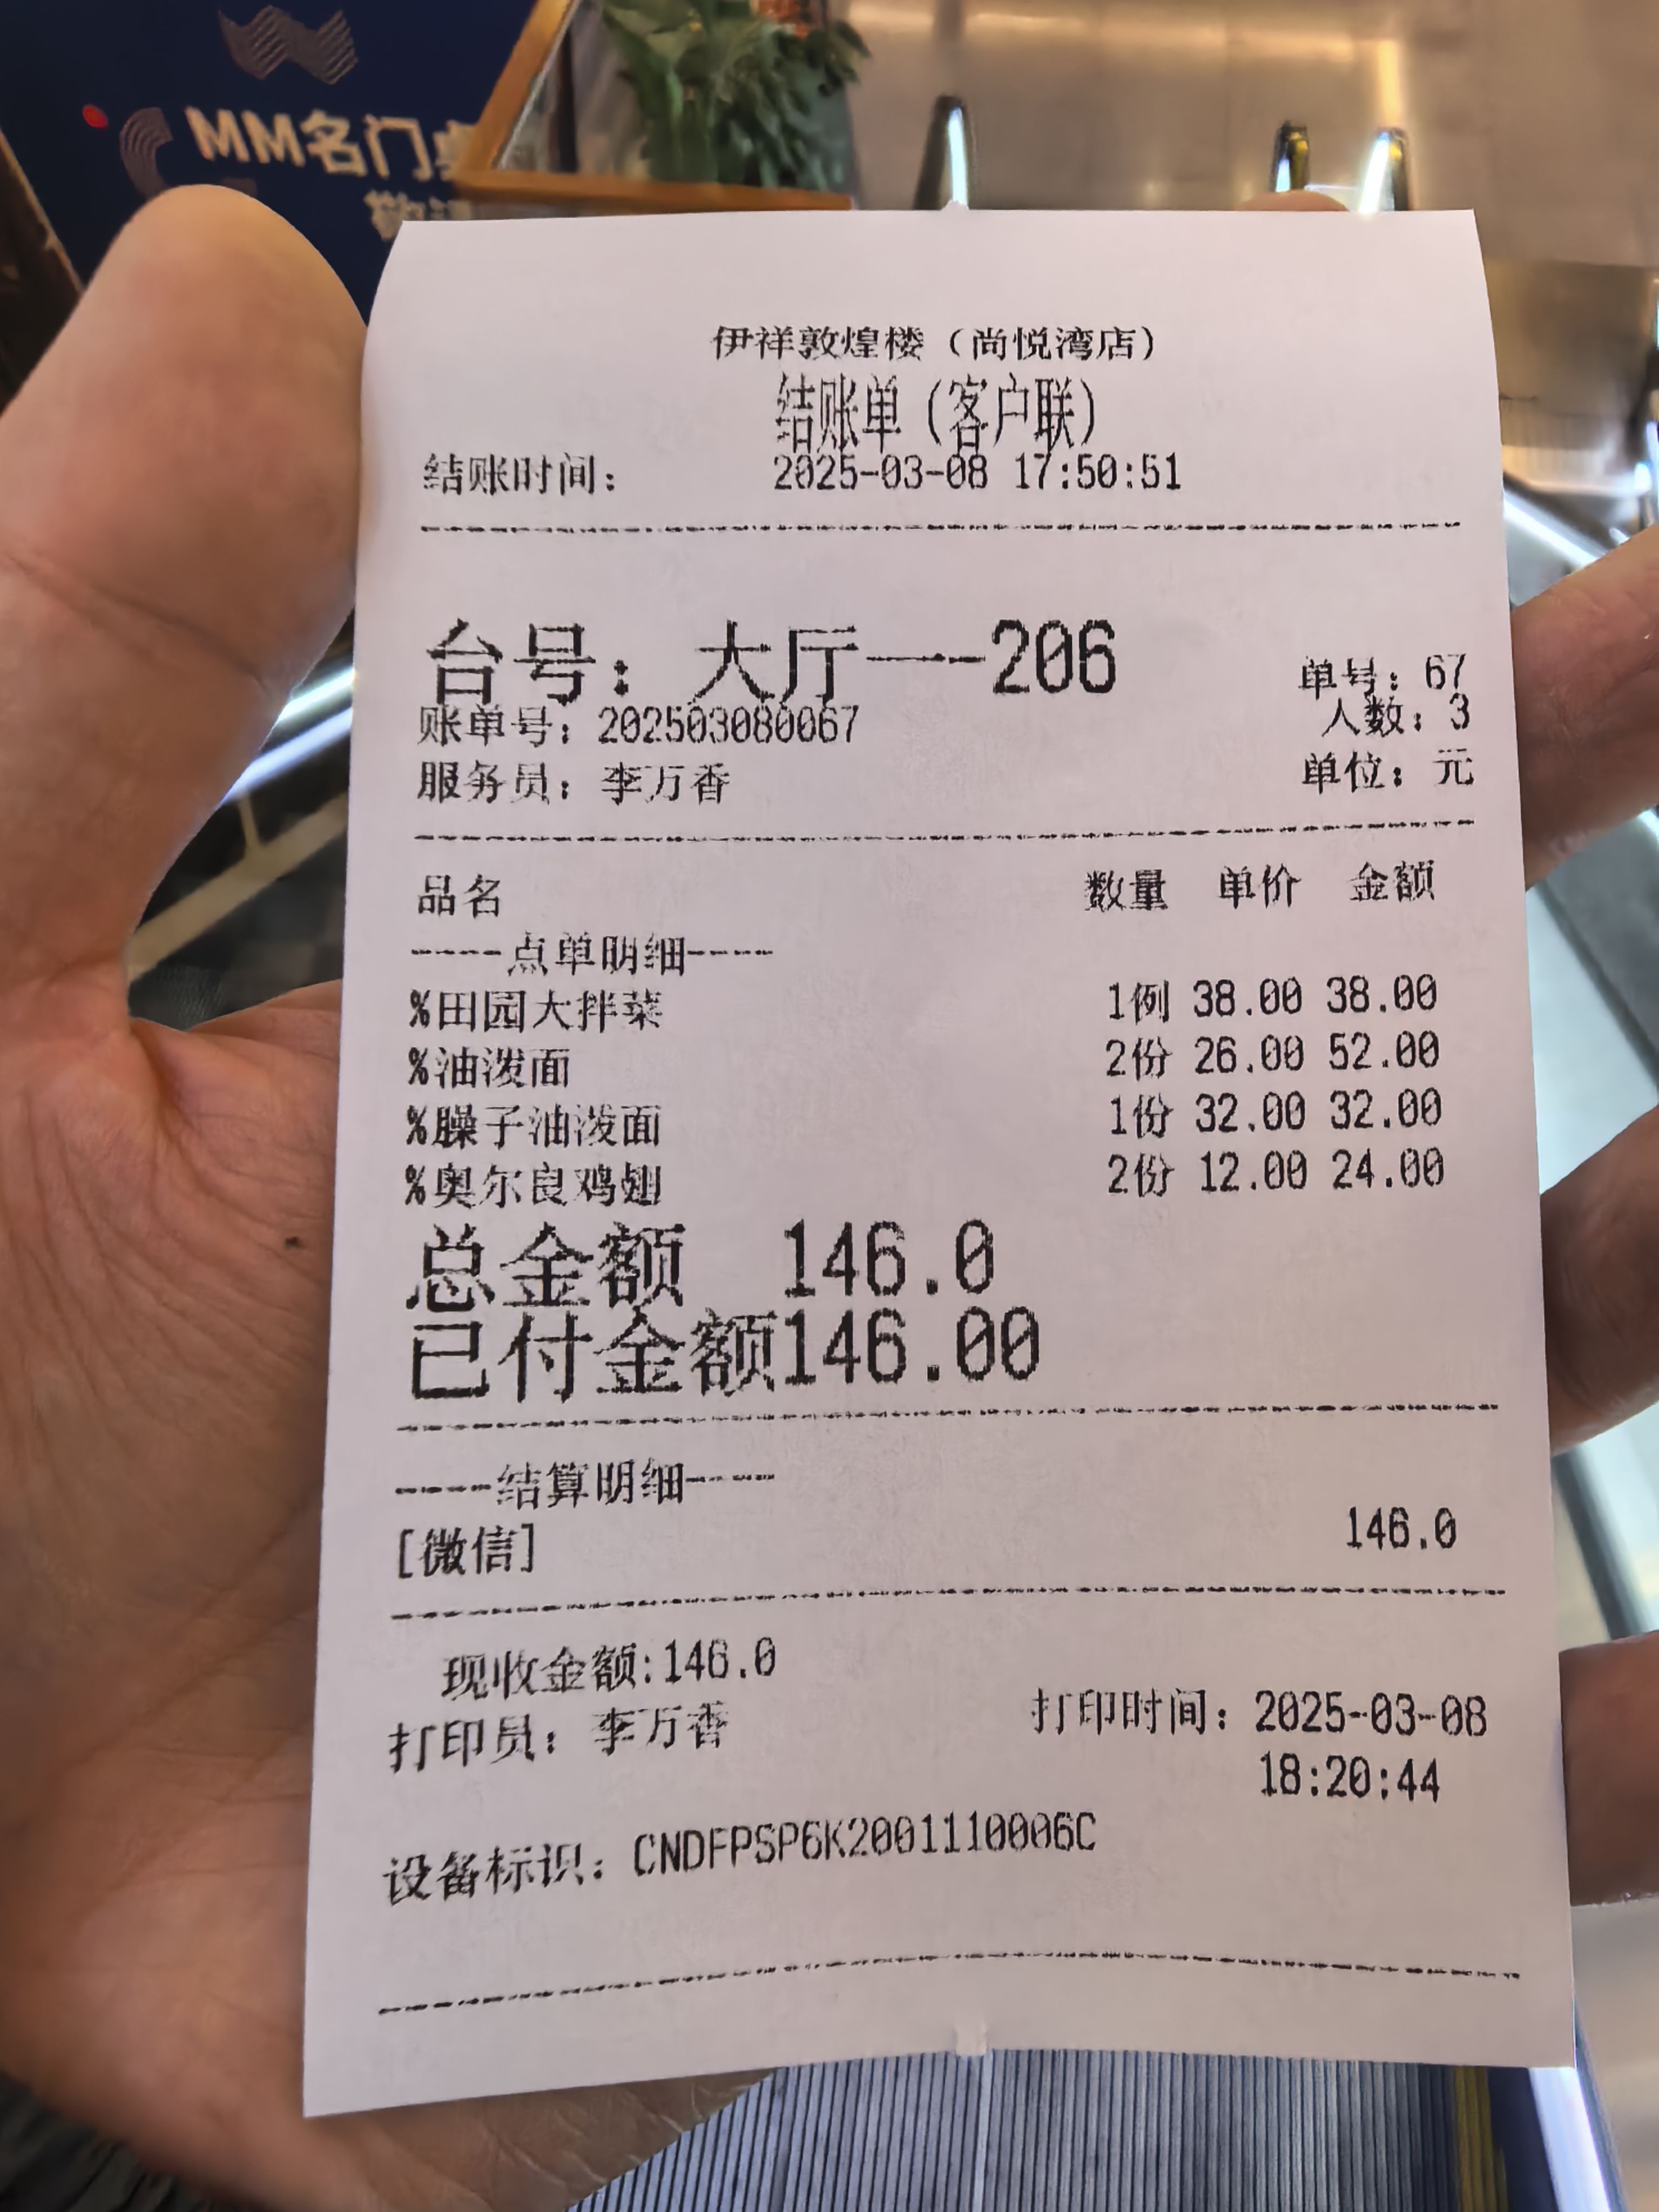 MM名门
伊祥敦煌楼（尚悦湾店）
结账单（客户联）
结账时间： 2025-03-08 17:50:51
台号： 大厅——206
单号：67
账单号：202503080067
人数：3
服务员：李万香
单位：元
品名 数量 单价 金额
----点单明细----
%田园大拌菜 1例 38.00 38.00
%油泼面 2份 26.00 52.00
%臊子油泼面 1份 32.00 32.00
%奥尔良鸡翅 2份 12.00 24.00
总金额 146.0
已付金额146.00
----结算明细----
[微信] 146.0
现收金额:146.0
打印员：李万香 打印时间：2025-03-08
18:20:44
设备标识：CNDFPSP6K2001110006C